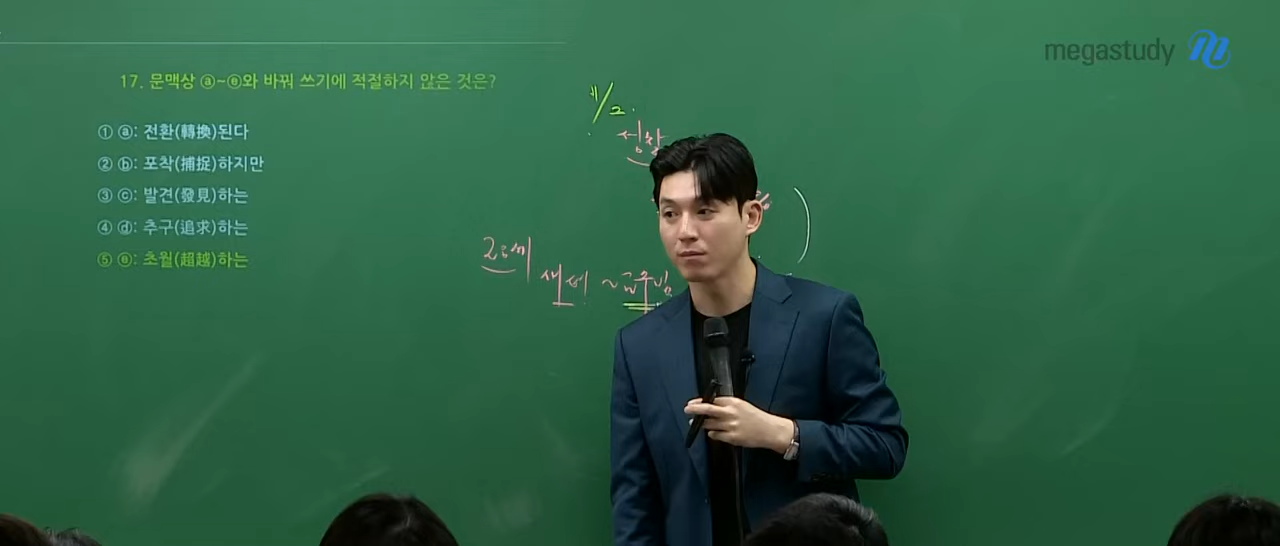 megastudy
17. 문맥상 ⓐ~ⓔ와 바꿔 쓰기에 적절하지 않은 것은?
① ⓐ: 전환(轉換)된다
② ⓑ: 포착(捕捉)하지만
③ ⓒ: 발견(發見)하는
④ ⓓ: 추구(追求)하는
⑤ ⓔ: 초월(超越)하는